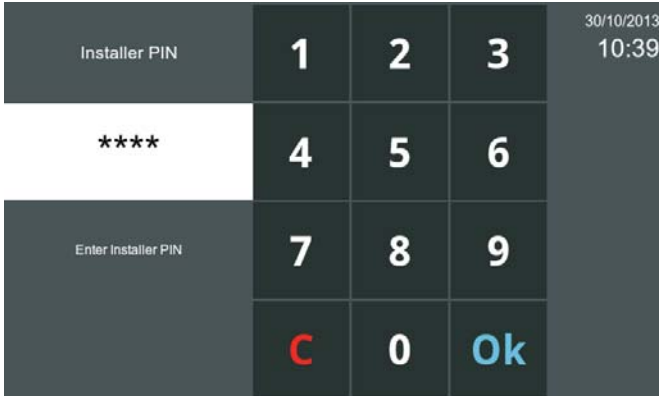 Installer PIN
****
Enter Installer PIN
1 2 3
4 5 6
7 8 9
C 0 Ok
30/10/2013
10:39